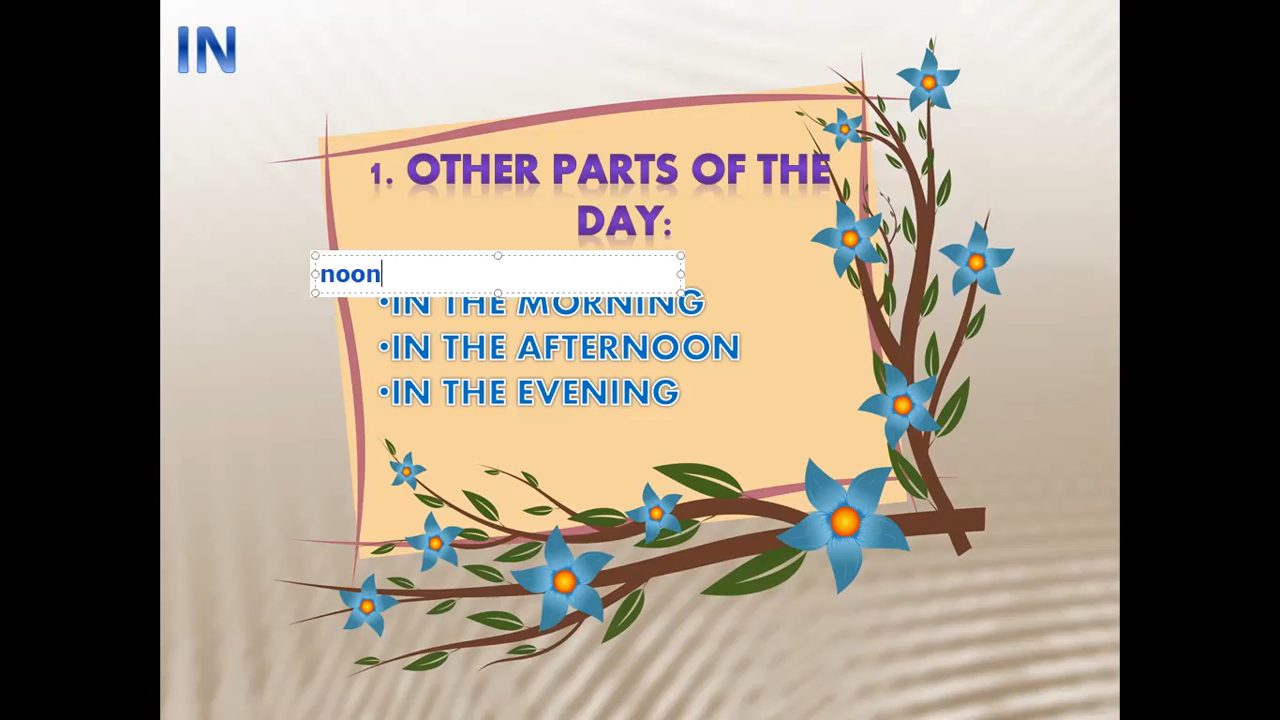 IN
1. OTHER PARTS OF THE
DAY:
noon
•IN THE MORNING
•IN THE AFTERNOON
•IN THE EVENING